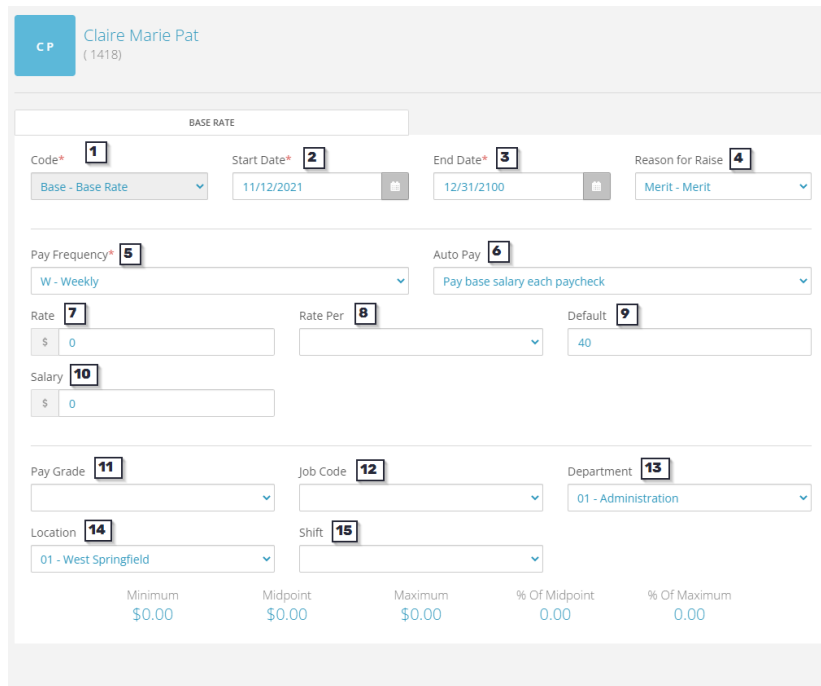 CP
Claire Marie Pat
( 1418)
BASE RATE
Code* 1 Start Date* 2 End Date* 3 Reason for Raise 4
Base - Base Rate 11/12/2021 12/31/2100 Merit - Merit
Pay Frequency* 5 Auto Pay 6
W - Weekly Pay base salary each paycheck
Rate 7 Rate Per 8 Default 9
$ 0 40
Salary 10
$ 0
Pay Grade 11 Job Code 12 Department 13
01 - Administration
Location 14 Shift 15
01 - West Springfield
Minimum Midpoint Maximum % Of Midpoint % Of Maximum
$0.00 $0.00 $0.00 0.00 0.00